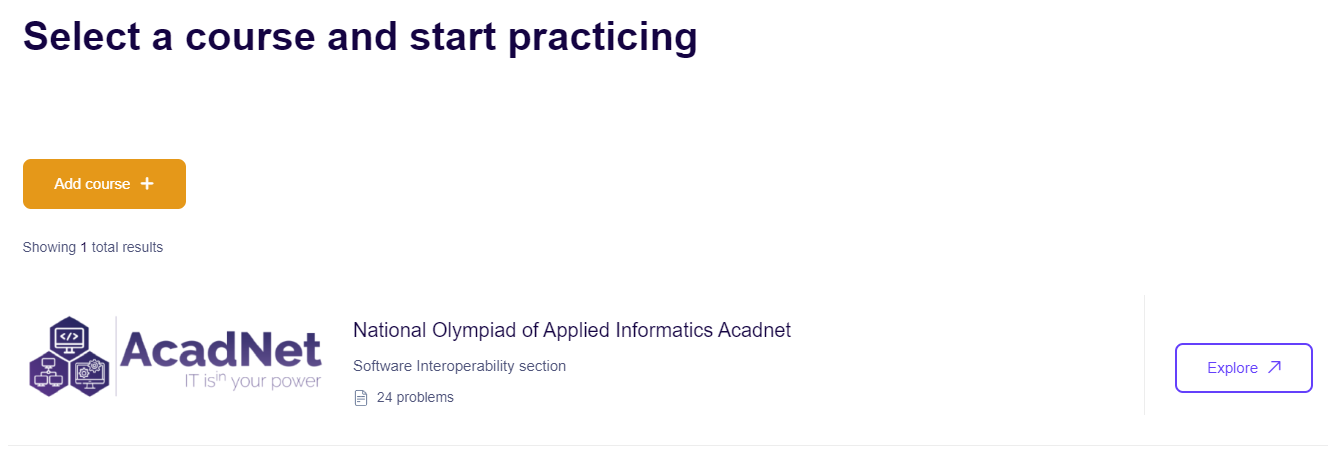 Select a course and start practicing
Add course +
Showing 1 total results
AcadNet
IT is in your power
National Olympiad of Applied Informatics Acadnet
Software Interoperability section
24 problems
Explore